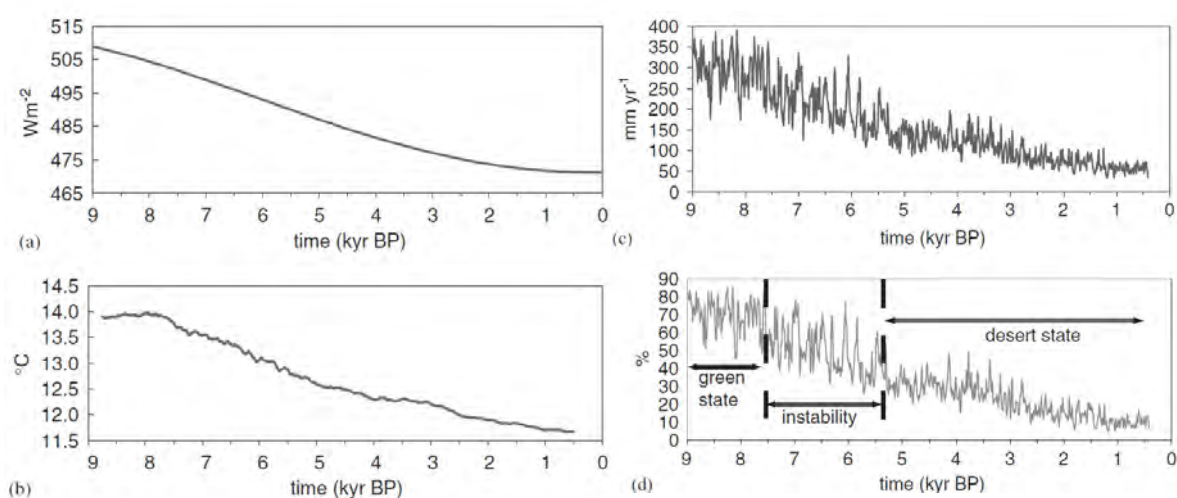 515
505
495
485
475
465
Wm-2
9 8 7 6 5 4 3 2 1 0
(a)
time (kyr BP)
14.5
14.0
13.5
13.0
12.5
12.0
11.5
°C
9 8 7 6 5 4 3 2 1 0
(b)
time (kyr BP)
400
350
300
250
200
150
100
50
0
mm yr-1
9 8 7 6 5 4 3 2 1 0
(c)
time (kyr BP)
90
80
70
60
50
40
30
20
10
0
%
desert state
green
state
instability
9 8 7 6 5 4 3 2 1 0
(d)
time (kyr BP)